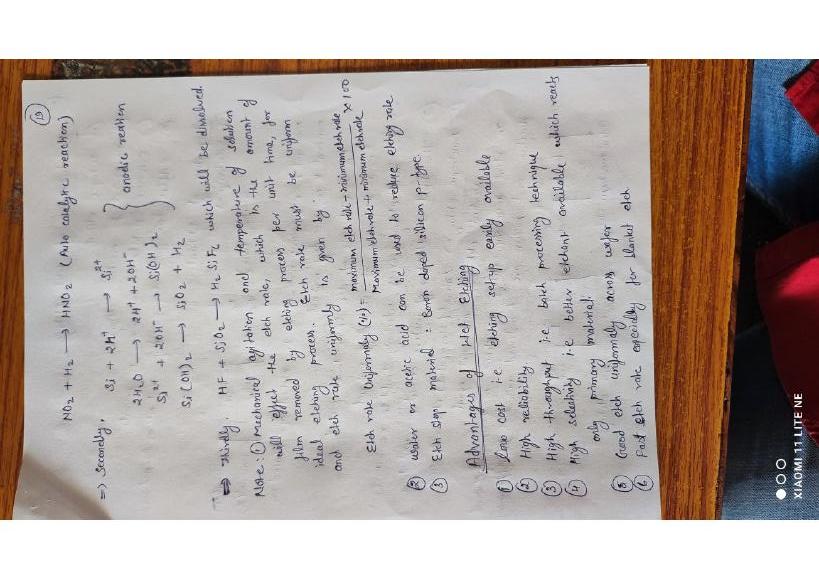 (19)
NO2 + H2 → HNO2 (Auto catalytic reaction)
⇒ Secondly,
Si + 2H⁺ → Si²⁺
2H2O → 2H⁺ + 2OH⁻
} anodic reation
Si²⁺ + 2OH⁻ → Si(OH)2
Si(OH)2 → SiO2 + H2
⇒ Thirdly, HF + SiO2 → H2SiF6 which will be dissolved.
Note: ① Mechanical agitation and temperature of solution
will effect the etch rate, which is the amount of
film removed by etching process per unit time, for
ideal etching process. Etch rate must be uniform
and etch rate uniformly is given by
Etch rate Uniformaly (%) = maximum etch rate - minimum etch rate / Maximum etch rate + minimum etch rate × 100
② Water or acetic acid can be used to reduce etching rate
③ Etch stop material : Boron doped silicon p-type.
Advantages of Wet Etching
① Low cost i.e etching setup easily available
② High reliability
③ High throughput i.e batch processing technique
④ High selectivity i.e better etchant available which reacts
only primary material.
⑤ Good etch uniformaly across wafer
⑥ Fast etch rate especially for blanket etch
XIAOMI 11 LITE NE